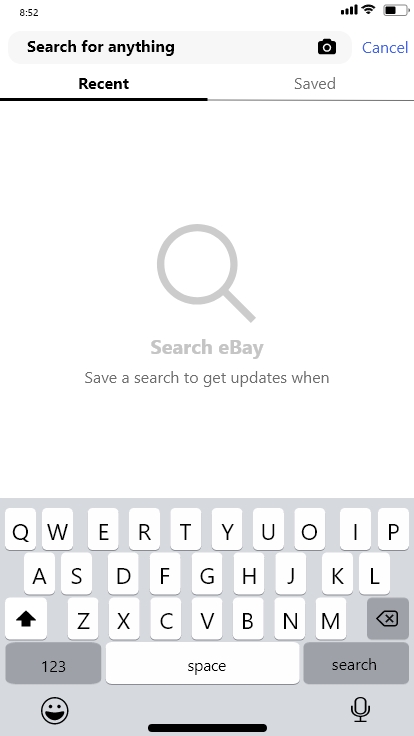 8:52
Search for anything Cancel
Recent Saved
Search eBay
Save a search to get updates when
Q W E R T Y U O I P
A S D F G H J K L
Z X C V B N M
123 space search